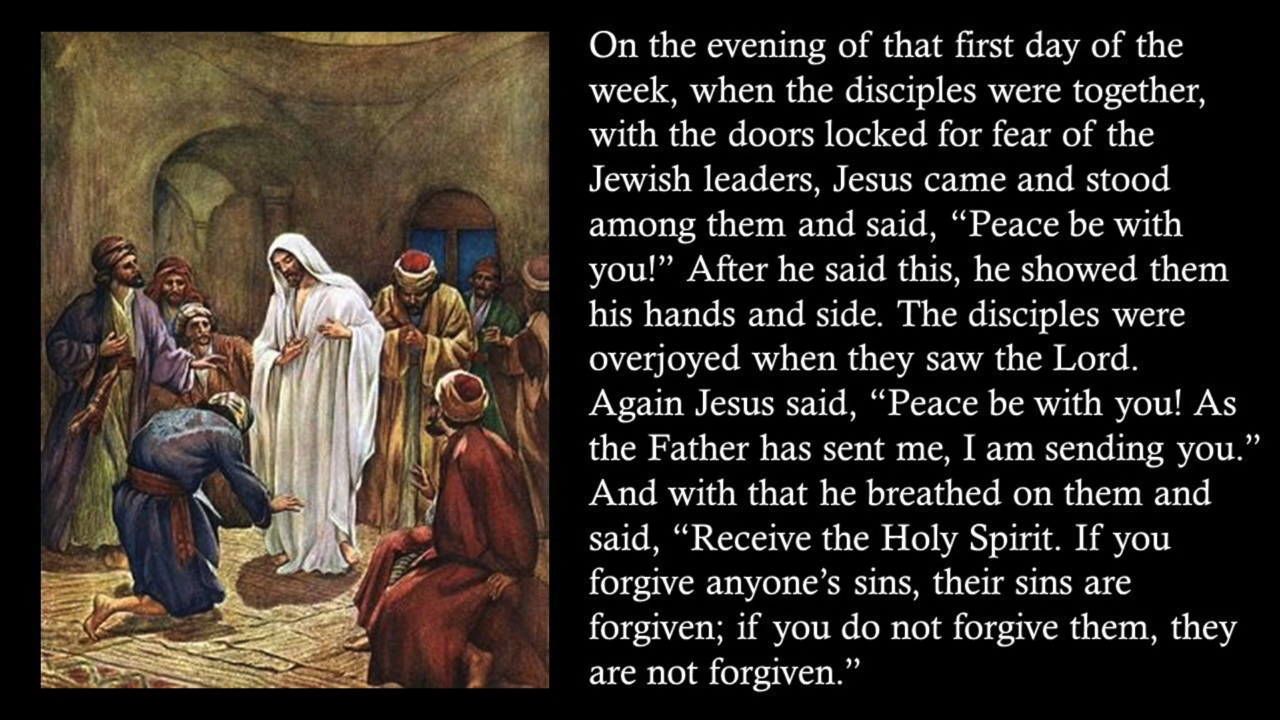 On the evening of that first day of the
week, when the disciples were together,
with the doors locked for fear of the
Jewish leaders, Jesus came and stood
among them and said, “Peace be with
you!” After he said this, he showed them
his hands and side. The disciples were
overjoyed when they saw the Lord.
Again Jesus said, “Peace be with you! As
the Father has sent me, I am sending you.”
And with that he breathed on them and
said, “Receive the Holy Spirit. If you
forgive anyone’s sins, their sins are
forgiven; if you do not forgive them, they
are not forgiven.”